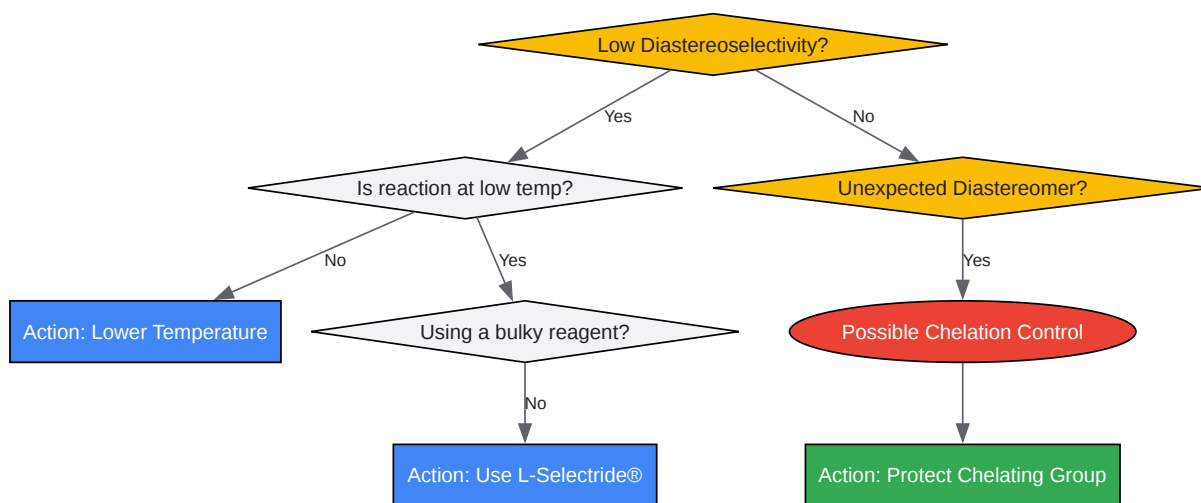 Low Diastereoselectivity?
Yes
No
Is reaction at low temp?
Unexpected Diastereomer?
No
Yes
Yes
Action: Lower Temperature
Using a bulky reagent?
Possible Chelation Control
No
Action: Use L-Selectride®
Action: Protect Chelating Group